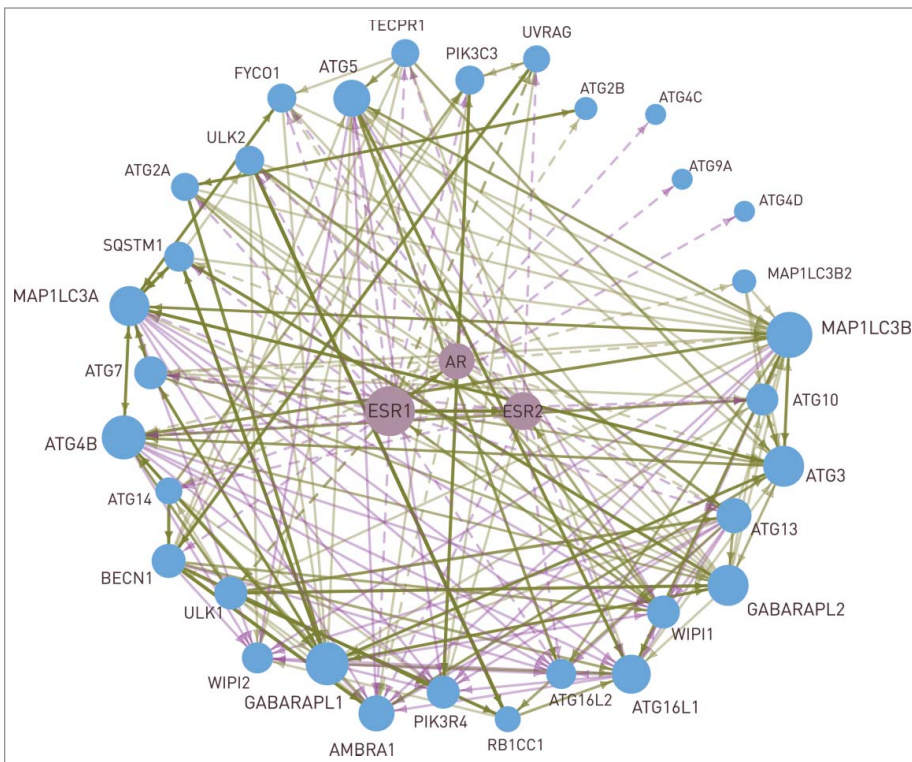 TECPR1
UVRAG
PIK3C3
FYCO1
ATG5
ATG2B
ATG4C
ULK2
ATG9A
ATG2A
ATG4D
SQSTM1
MAP1LC3B2
MAP1LC3A
MAP1LC3B
AR
ATG7
ESR1
ESR2
ATG10
ATG4B
ATG3
ATG14
ATG13
BECN1
ULK1
GABARAPL2
WIPI1
WIPI2
GABARAPL1
ATG16L2
ATG16L1
PIK3R4
AMBRA1
RB1CC1